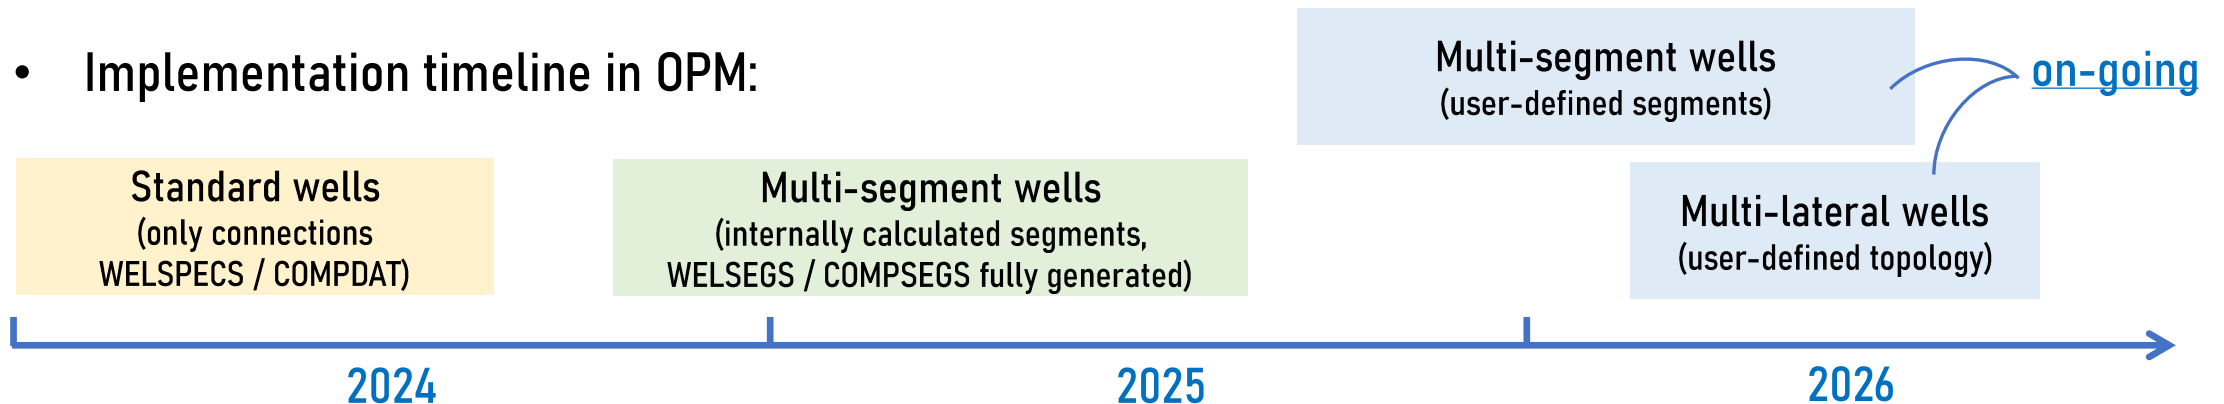 • Implementation timeline in OPM:
Multi-segment wells
(user-defined segments)
on-going
Standard wells
(only connections
WELSPECS / COMPDAT)
Multi-segment wells
(internally calculated segments,
WELSEGS / COMPSEGS fully generated)
Multi-lateral wells
(user-defined topology)
2024
2025
2026